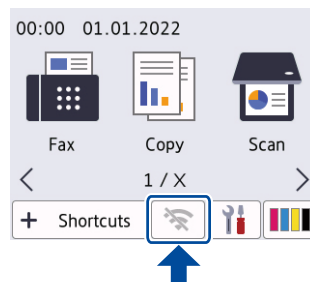 00:00 01.01.2022
Fax Copy Scan
< 1 / X >
+ Shortcuts